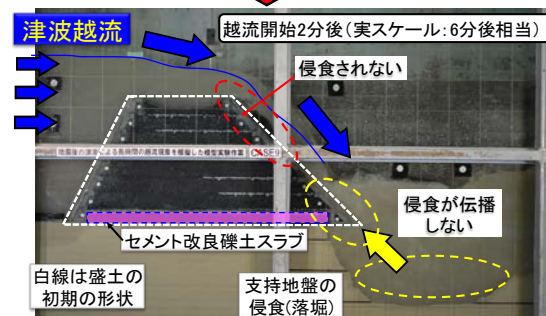 津波越流
越流開始2分後(実スケール:6分後相当)
侵食されない
CASE9
侵食が伝播
しない
セメント改良礫土スラブ
白線は盛土の
初期の形状
支持地盤の
侵食(落堀)